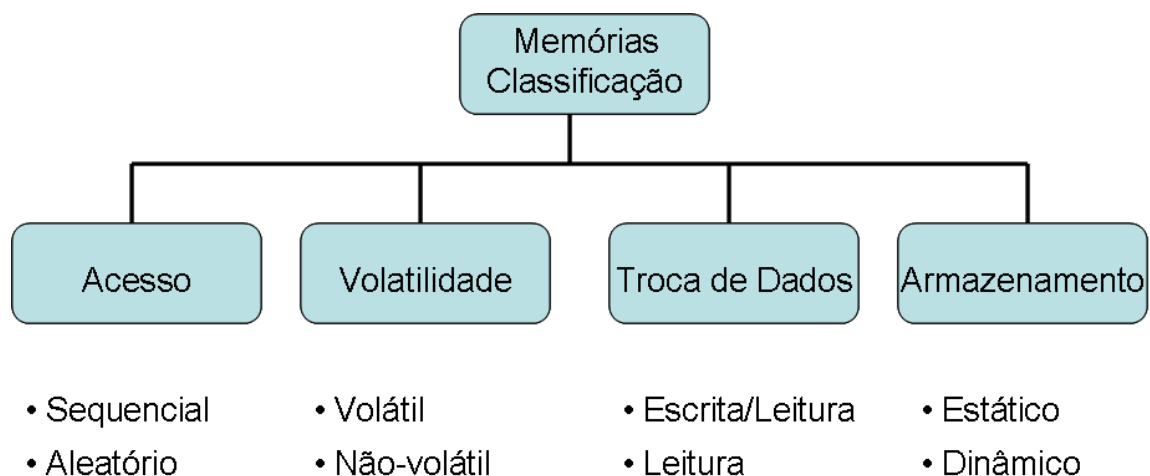 Memórias
Classificação
Acesso
Volatilidade
Troca de Dados
Armazenamento
• Sequencial
• Aleatório
• Volátil
• Não-volátil
• Escrita/Leitura
• Leitura
• Estático
• Dinâmico